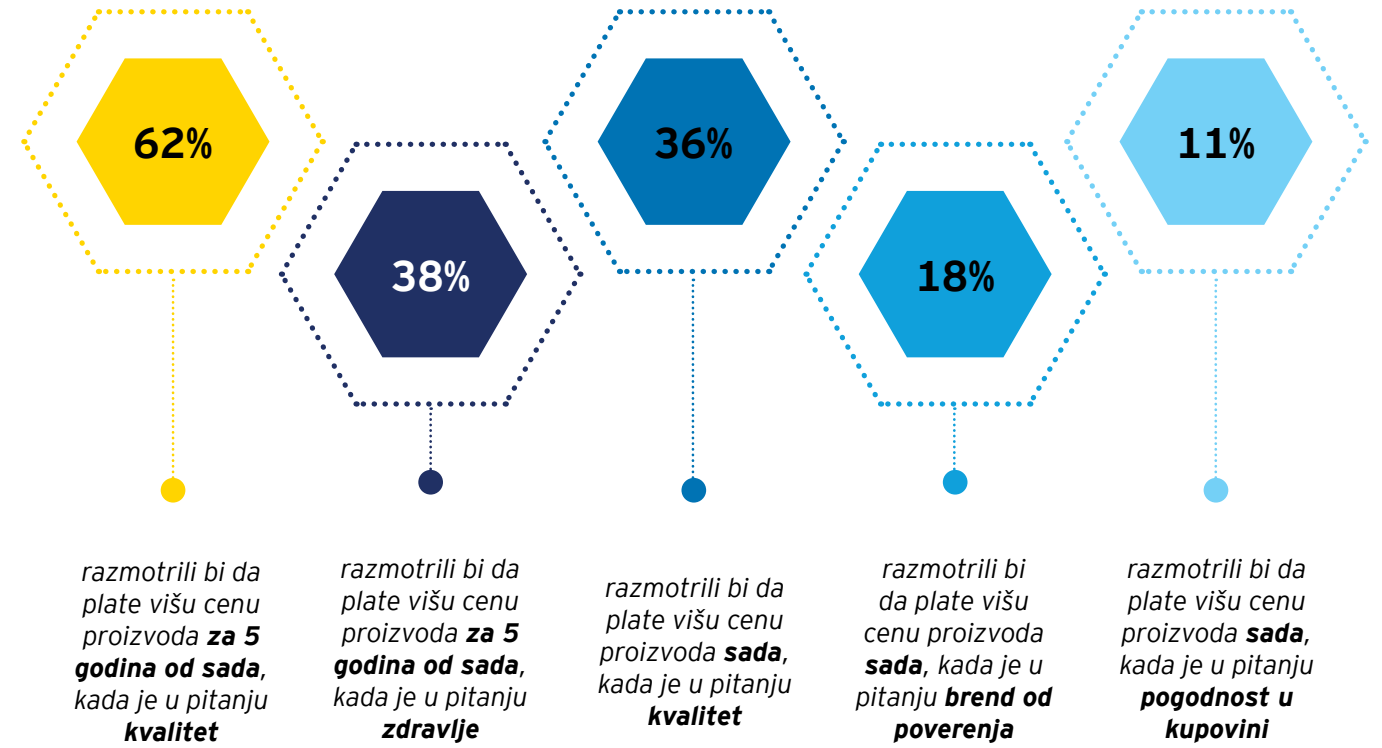 62%
razmotrili bi da
plate višu cenu
proizvoda za 5
godina od sada,
kada je u pitanju
kvalitet
38%
razmotrili bi da
plate višu cenu
proizvoda za 5
godina od sada,
kada je u pitanju
zdravlje
36%
razmotrili bi da
plate višu cenu
proizvoda sada,
kada je u pitanju
kvalitet
18%
razmotrili bi
da plate višu
cenu proizvoda
sada, kada je u
pitanju brend od
poverenja
11%
razmotrili bi da
plate višu cenu
proizvoda sada,
kada je u pitanju
pogodnost u
kupovini